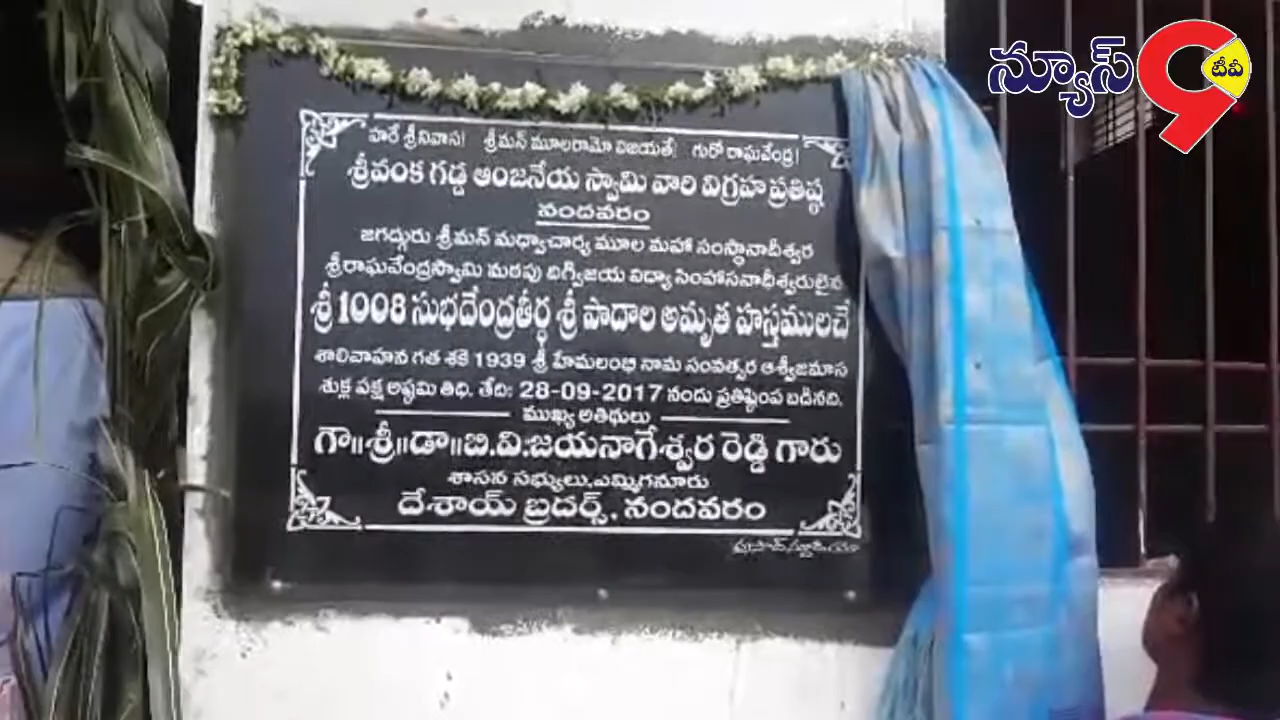 న్యూస్ 9 టీవీ
హరే శ్రీనివాస! శ్రీమన్ మూలరామో విజయతే! గురో రాఘవేంద్ర!
శ్రీవంక గడ్డ ఆంజనేయ స్వామి వారి విగ్రహ ప్రతిష్ఠ
నందవరం
జగద్గురు శ్రీమన్ మధ్వాచార్య మూల మహా సంస్థానాధీశ్వర
శ్రీరాఘవేంద్రస్వామి మఠపు దిగ్విజయ విద్యా సింహాసనాధీశ్వరులైన
శ్రీ 1008 సుభదేంద్రతీర్థ శ్రీ పాదాల అమృత హస్తములచే
శాలివాహన గత శకె 1939 శ్రీ హేమలంభి నామ సంవత్సర ఆశ్వీజమాస
శుక్ల పక్ష అష్టమి తిథి. తేది: 28-09-2017 నందు ప్రతిష్టింప బడినది.
ముఖ్య అతిథులు
గౌ||శ్రీ||డా||బి.వి.జయనాగేశ్వర రెడ్డి గారు
శాసన సభ్యులు,ఎమ్మిగనూరు
దేశాయ్ బ్రదర్స్. నందవరం